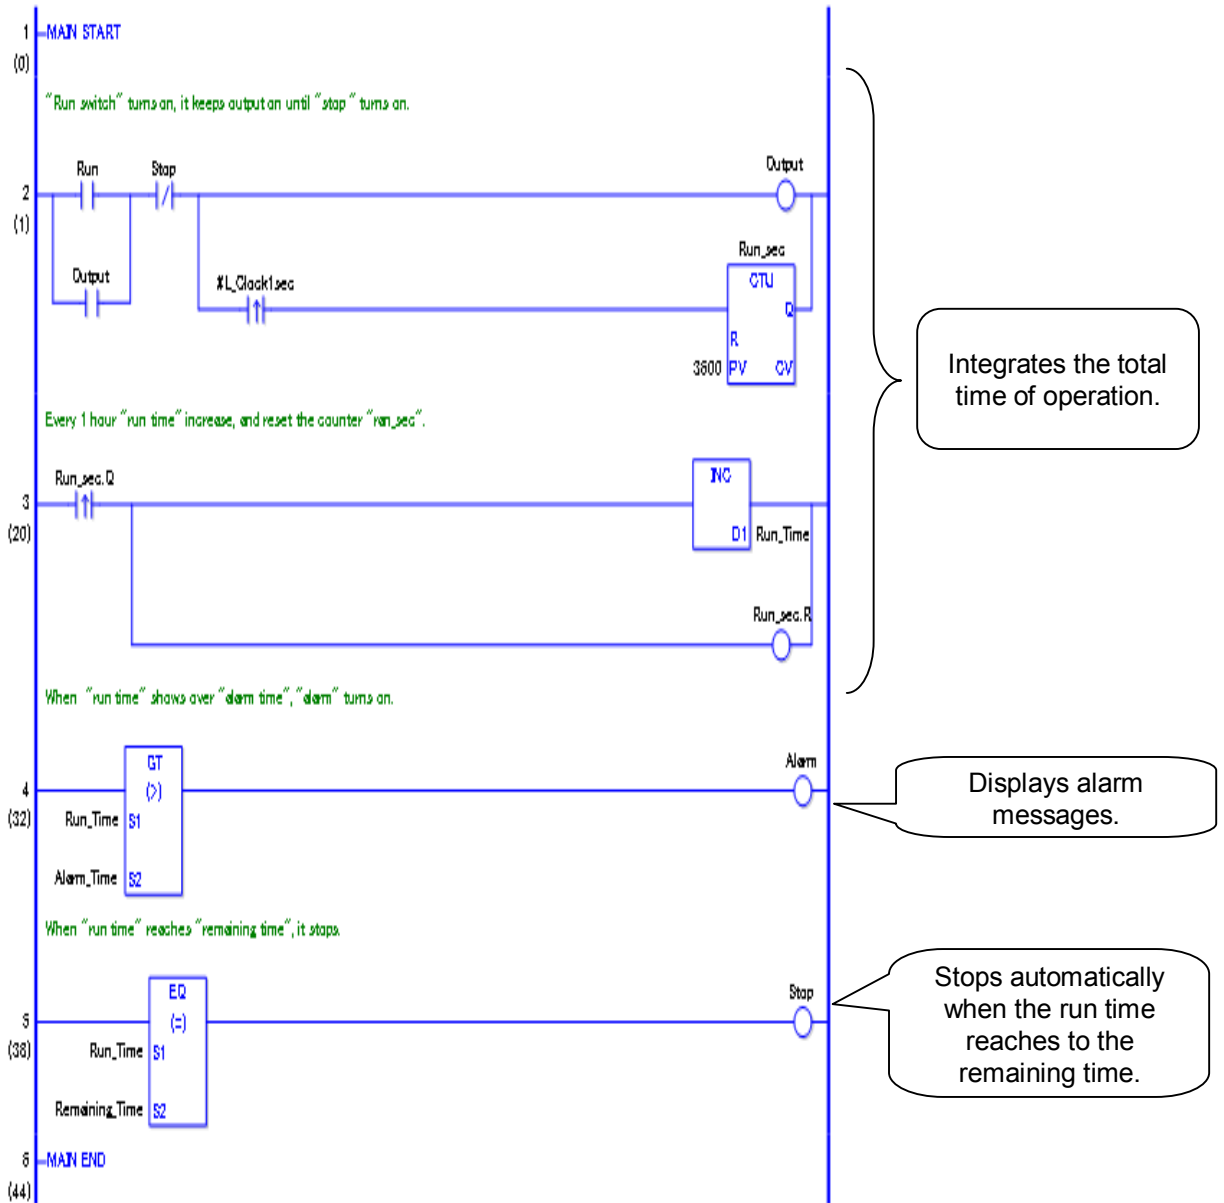 1 MAIN START
(0)
"Run switch" turns on, it keeps output on until "stop" turns on.
Run Stop Output
2
(1)
Run_sec
Output #L_Clock1sec CTU
Q
R
3600 PV CV
Every 1 hour "run time" increase, and reset the counter "run_sec".
Run_sec.Q INC
3
(20) D1 Run_Time
Run_sec.R
When "run time" shows over "alarm time", "alarm" turns on.
GT Alarm
4 (>)
(32) Run_Time S1
Alarm_Time S2
When "run time" reaches "remaining time", it stops.
EQ Stop
5 (=)
(38) Run_Time S1
Remaining_Time S2
6 MAIN END
(44)
Integrates the total
time of operation.
Displays alarm
messages.
Stops automatically
when the run time
reaches to the
remaining time.